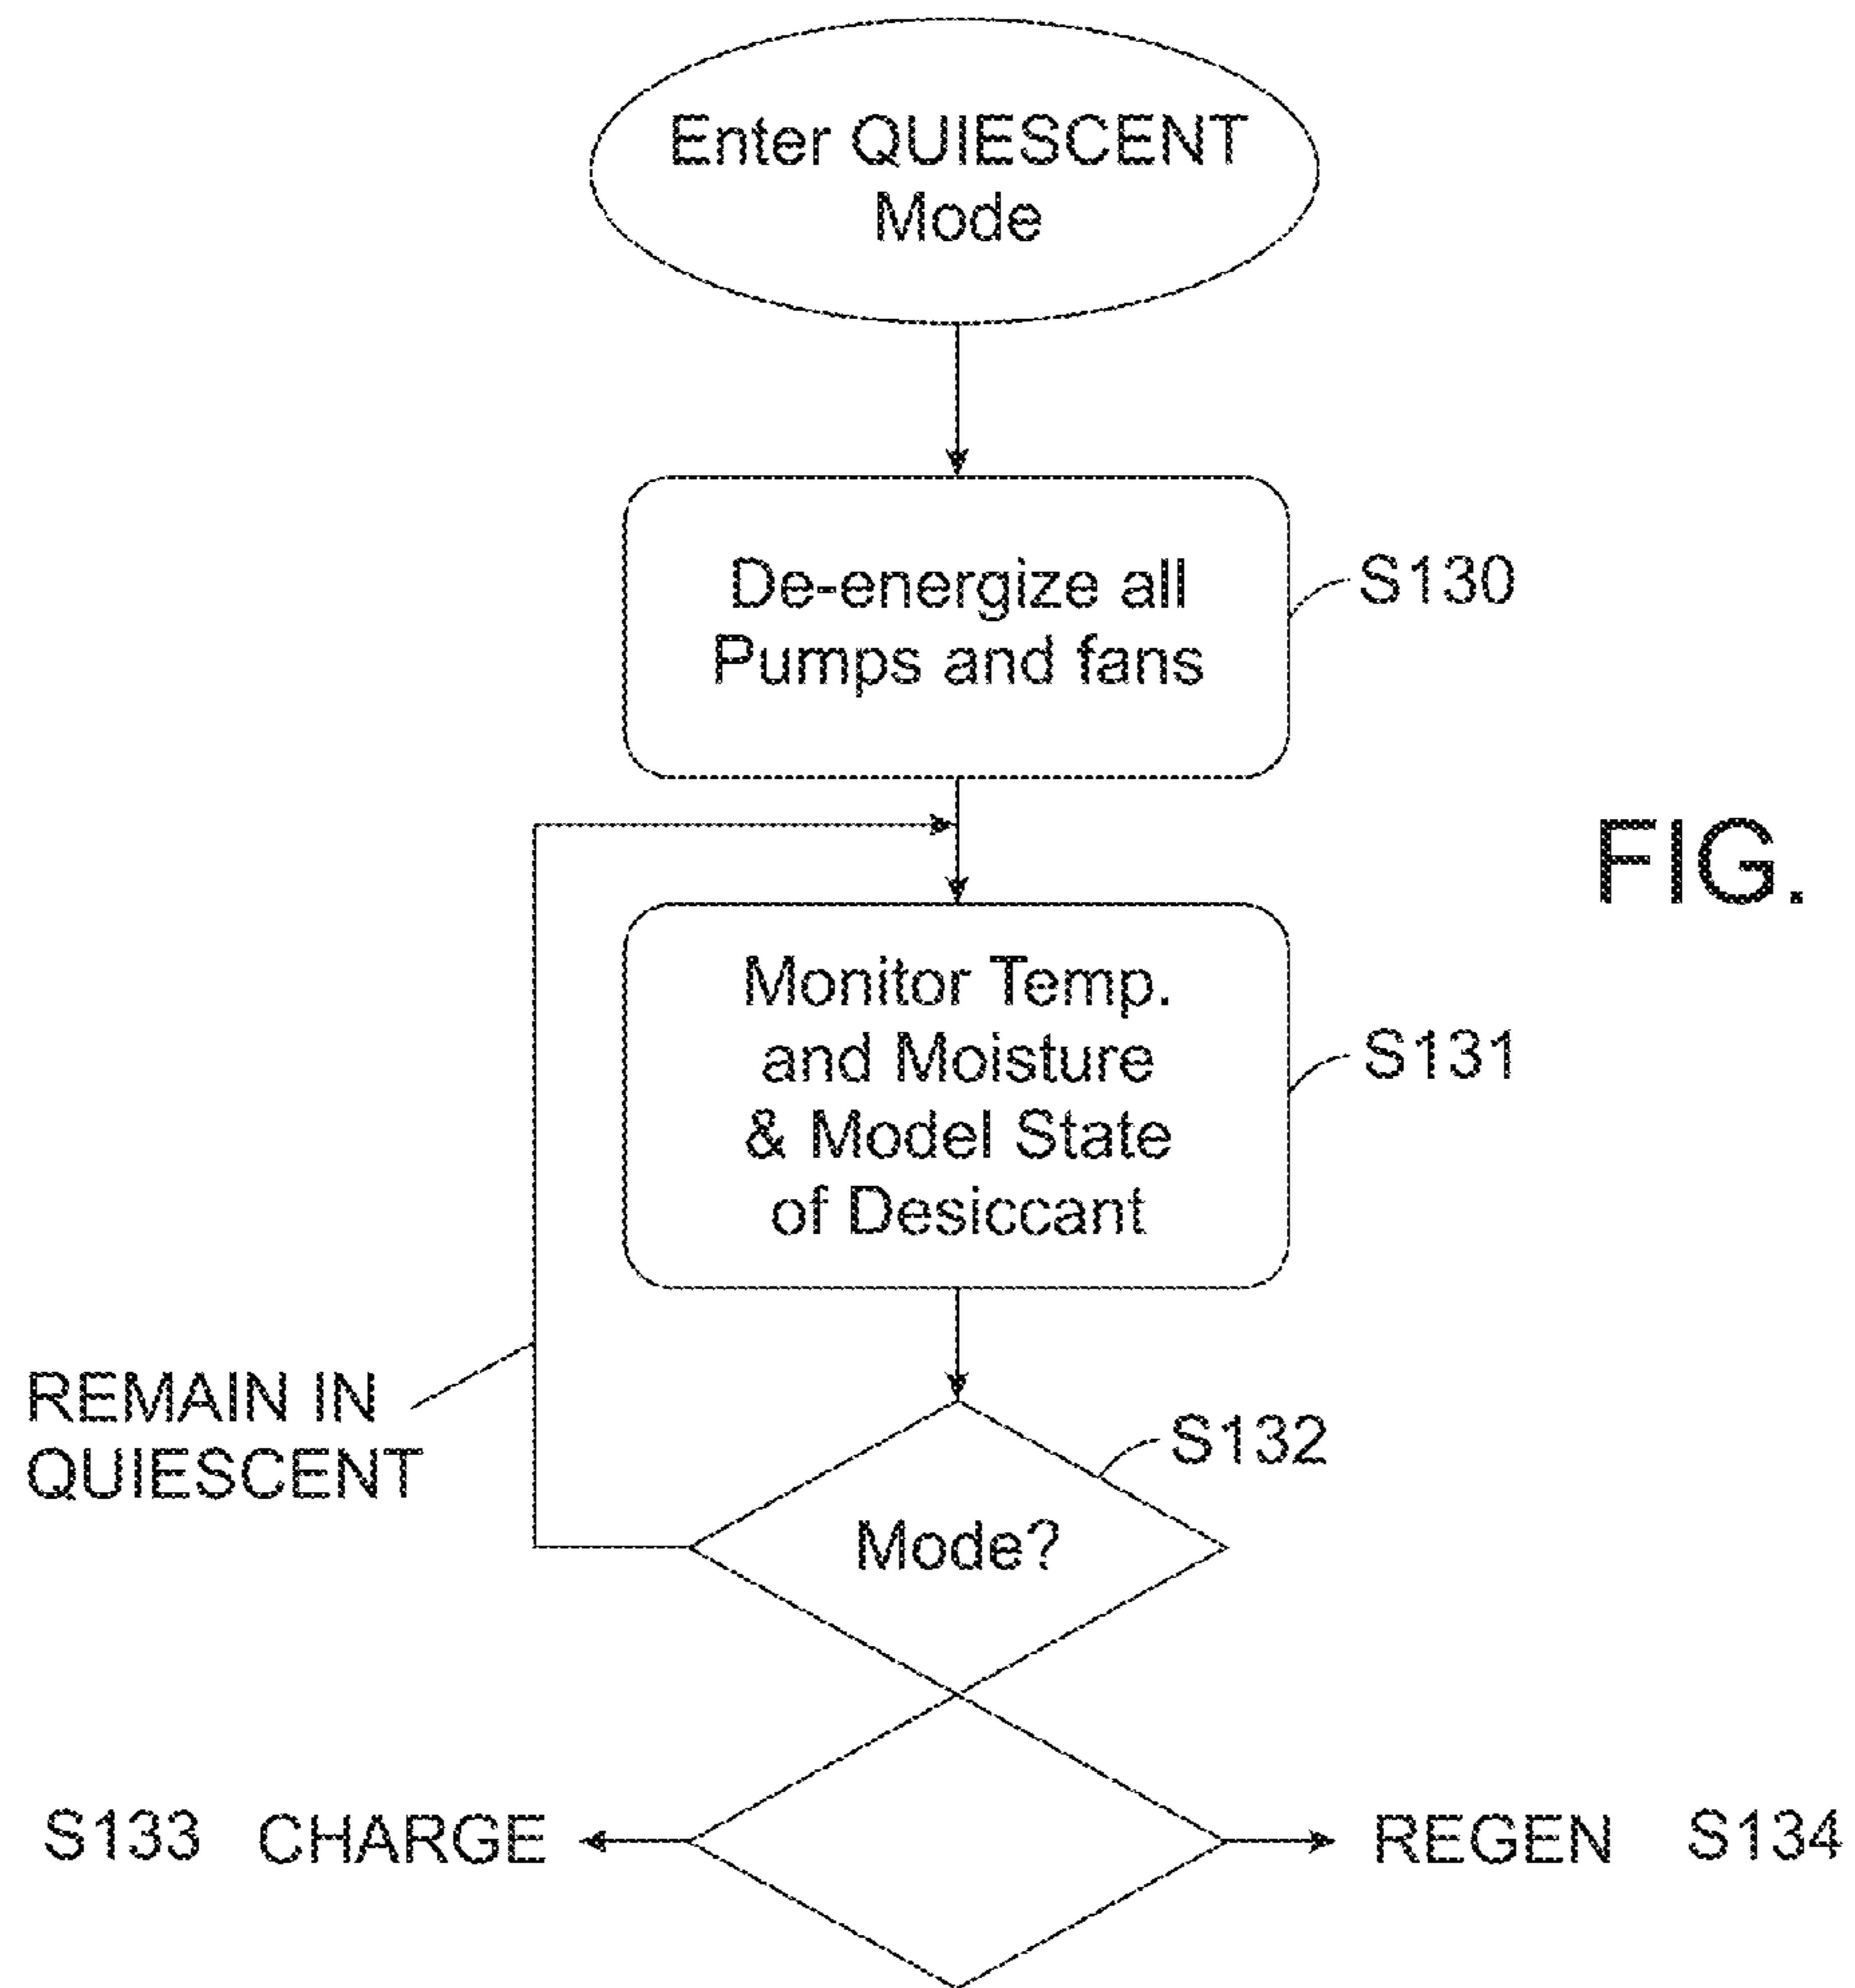 Enter QUIESCENT
Mode
De-energize all
Pumps and fans
S130
FIG.
Monitor Temp.
and Moisture
& Model State
of Desiccant
S131
REMAIN IN
QUIESCENT
S132
Mode?
S133 CHARGE
REGEN S134